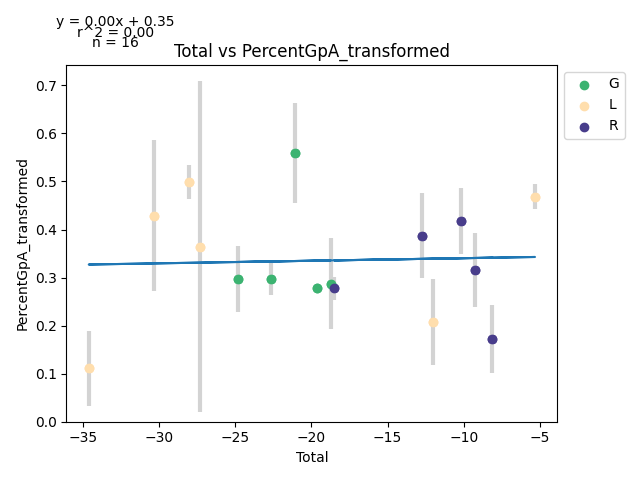 y = 0.00x + 0.35
r^2 = 0.00
n = 16
Total vs PercentGpA_transformed
G
L
R
PercentGpA_transformed
0.7
0.6
0.5
0.4
0.3
0.2
0.1
0.0
−35 −30 −25 −20 −15 −10 −5
Total